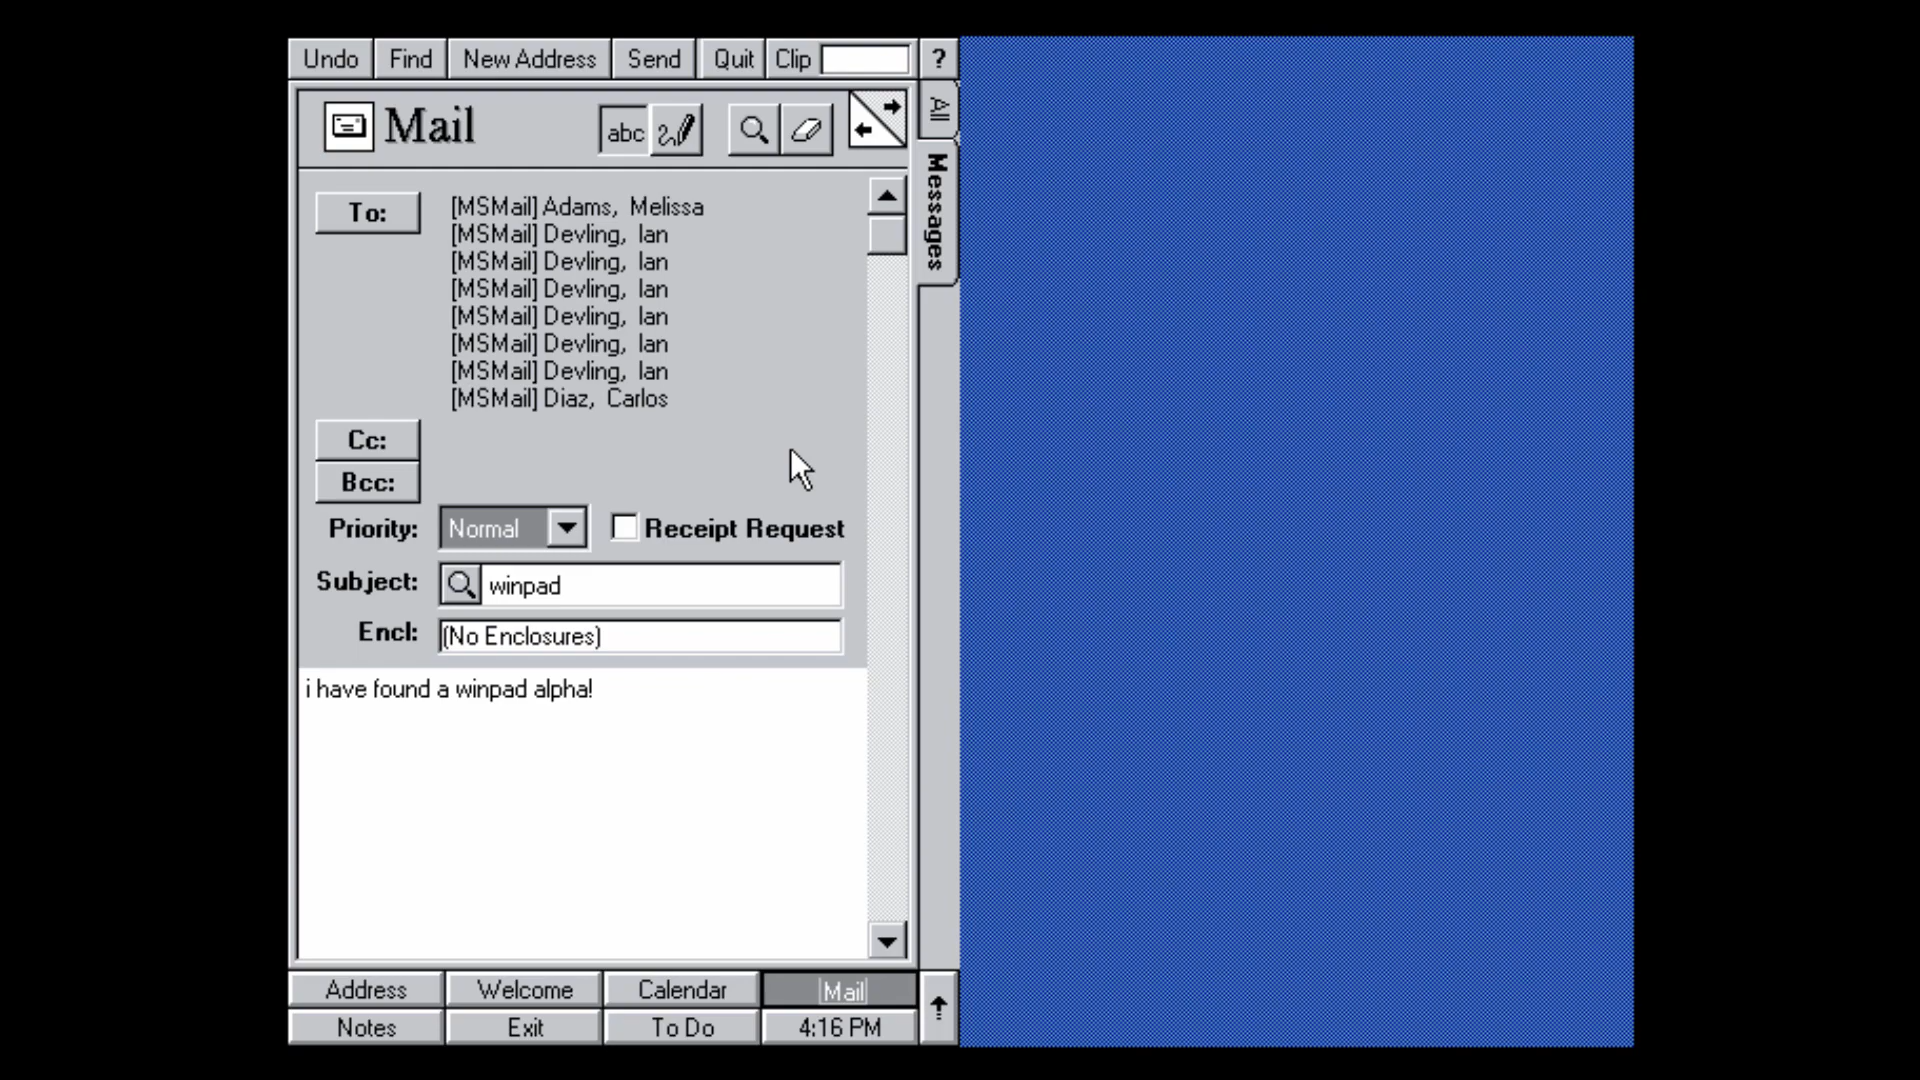 Undo Find New Address Send Quit Clip ?
Mail abc
All
Messages
To: [MSMail] Adams, Melissa
[MSMail] Devling, Ian
[MSMail] Devling, Ian
[MSMail] Devling, Ian
[MSMail] Devling, Ian
[MSMail] Devling, Ian
[MSMail] Devling, Ian
[MSMail] Diaz, Carlos
Cc:
Bcc:
Priority: Normal Receipt Request
Subject: winpad
Encl: (No Enclosures)
i have found a winpad alpha!
Address Welcome Calendar Mail
Notes Exit To Do 4:16 PM